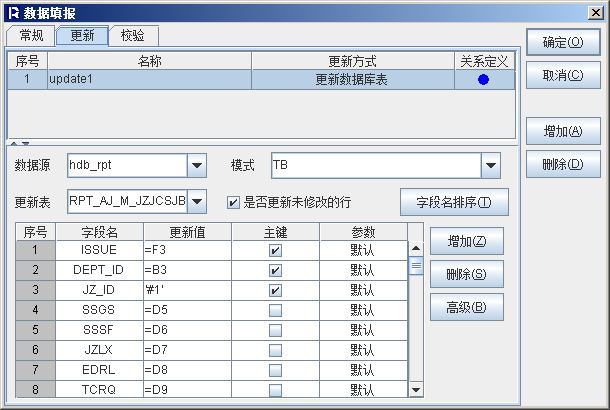 数据填报
常规 更新 校验
确定(O)
取消(C)
增加(A)
删除(D)
序号 名称 更新方式 关系定义
1 update1 更新数据库表
数据源 hdb_rpt 模式 TB
更新表 RPT_AJ_M_JZJCSJB 是否更新未修改的行 字段名排序(T)
序号 字段名 更新值 主键 参数
1 ISSUE =F3 默认
2 DEPT_ID =B3 默认
3 JZ_ID '#1' 默认
4 SSGS =D5 默认
5 SSSF =D6 默认
6 JZLX =D7 默认
7 EDRL =D8 默认
8 TCRQ =D9 默认
增加(Z)
删除(S)
高级(B)